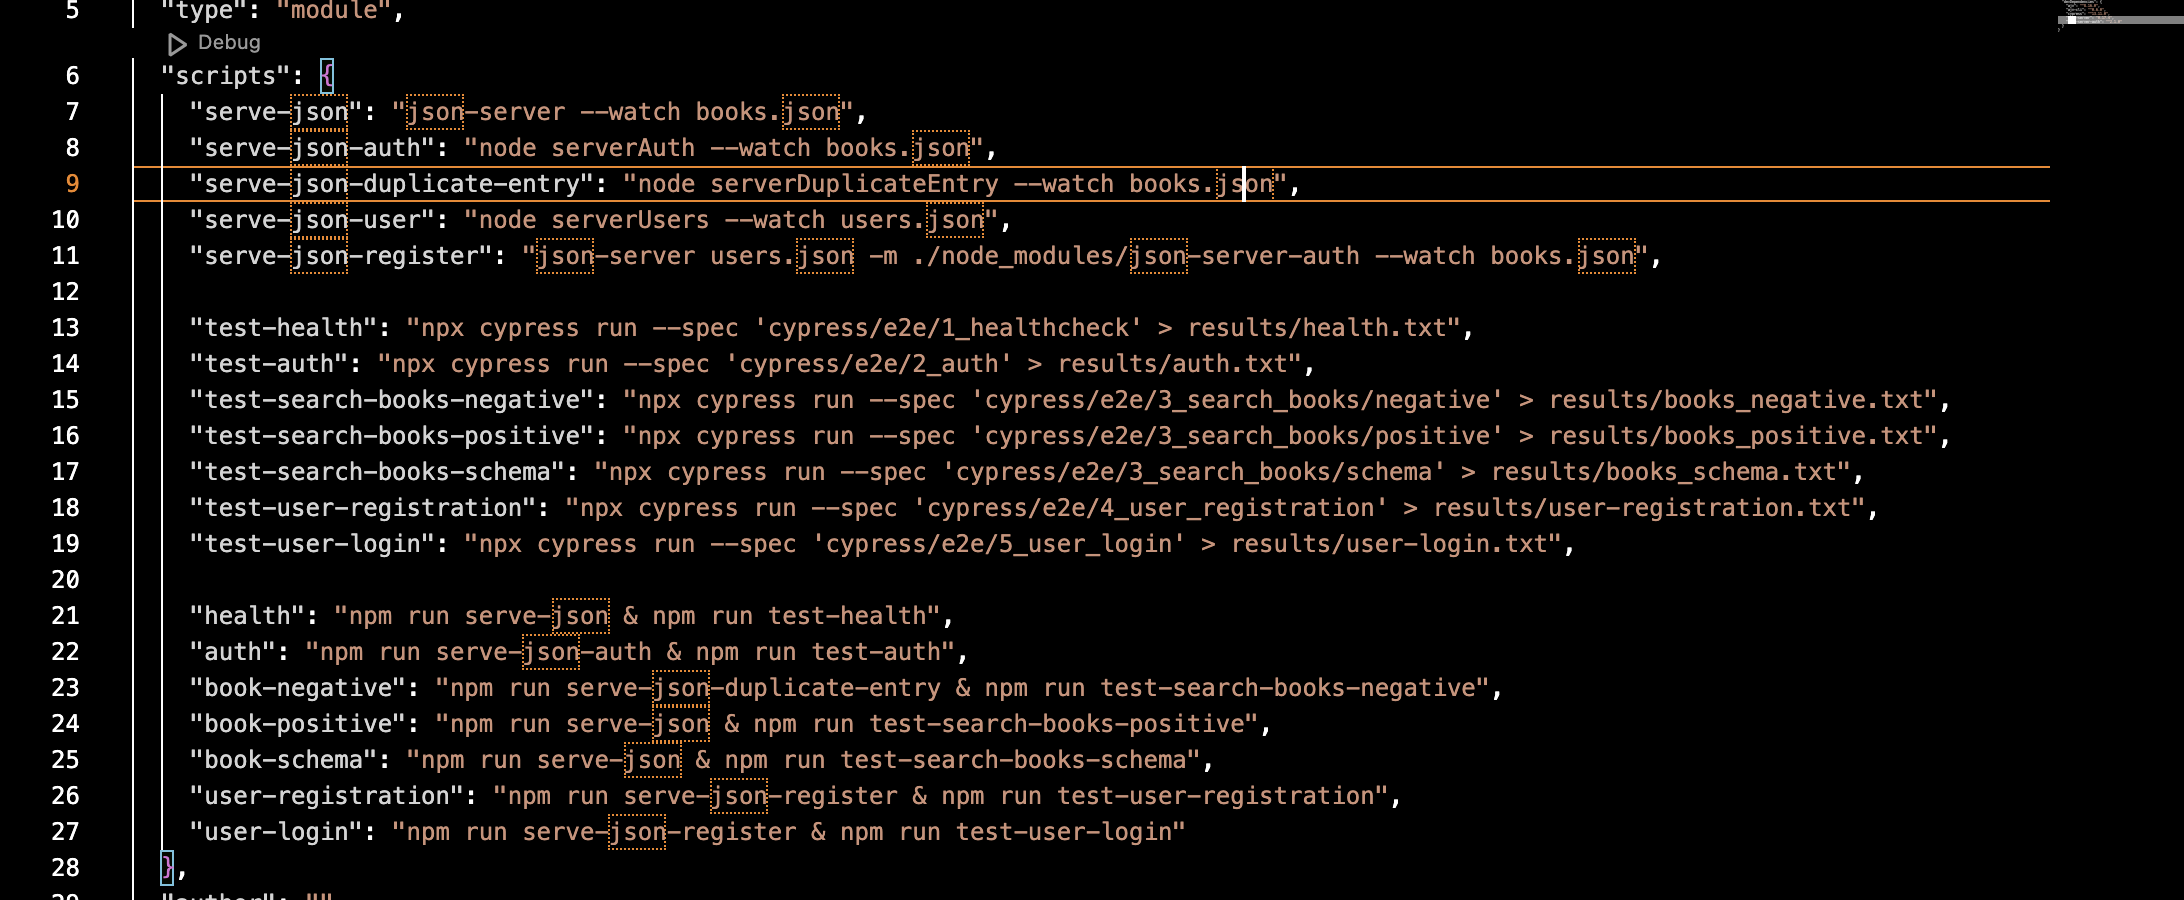 5 "type": "module",
Debug
6 "scripts": {
7 "serve-json": "json-server --watch books.json",
8 "serve-json-auth": "node serverAuth --watch books.json",
9 "serve-json-duplicate-entry": "node serverDuplicateEntry --watch books.json",
10 "serve-json-user": "node serverUsers --watch users.json",
11 "serve-json-register": "json-server users.json -m ./node_modules/json-server-auth --watch books.json",
12
13 "test-health": "npx cypress run --spec 'cypress/e2e/1_healthcheck' > results/health.txt",
14 "test-auth": "npx cypress run --spec 'cypress/e2e/2_auth' > results/auth.txt",
15 "test-search-books-negative": "npx cypress run --spec 'cypress/e2e/3_search_books/negative' > results/books_negative.txt",
16 "test-search-books-positive": "npx cypress run --spec 'cypress/e2e/3_search_books/positive' > results/books_positive.txt",
17 "test-search-books-schema": "npx cypress run --spec 'cypress/e2e/3_search_books/schema' > results/books_schema.txt",
18 "test-user-registration": "npx cypress run --spec 'cypress/e2e/4_user_registration' > results/user-registration.txt",
19 "test-user-login": "npx cypress run --spec 'cypress/e2e/5_user_login' > results/user-login.txt",
20
21 "health": "npm run serve-json & npm run test-health",
22 "auth": "npm run serve-json-auth & npm run test-auth",
23 "book-negative": "npm run serve-json-duplicate-entry & npm run test-search-books-negative",
24 "book-positive": "npm run serve-json & npm run test-search-books-positive",
25 "book-schema": "npm run serve-json & npm run test-search-books-schema",
26 "user-registration": "npm run serve-json-register & npm run test-user-registration",
27 "user-login": "npm run serve-json-register & npm run test-user-login"
28 },
29 "author": ""